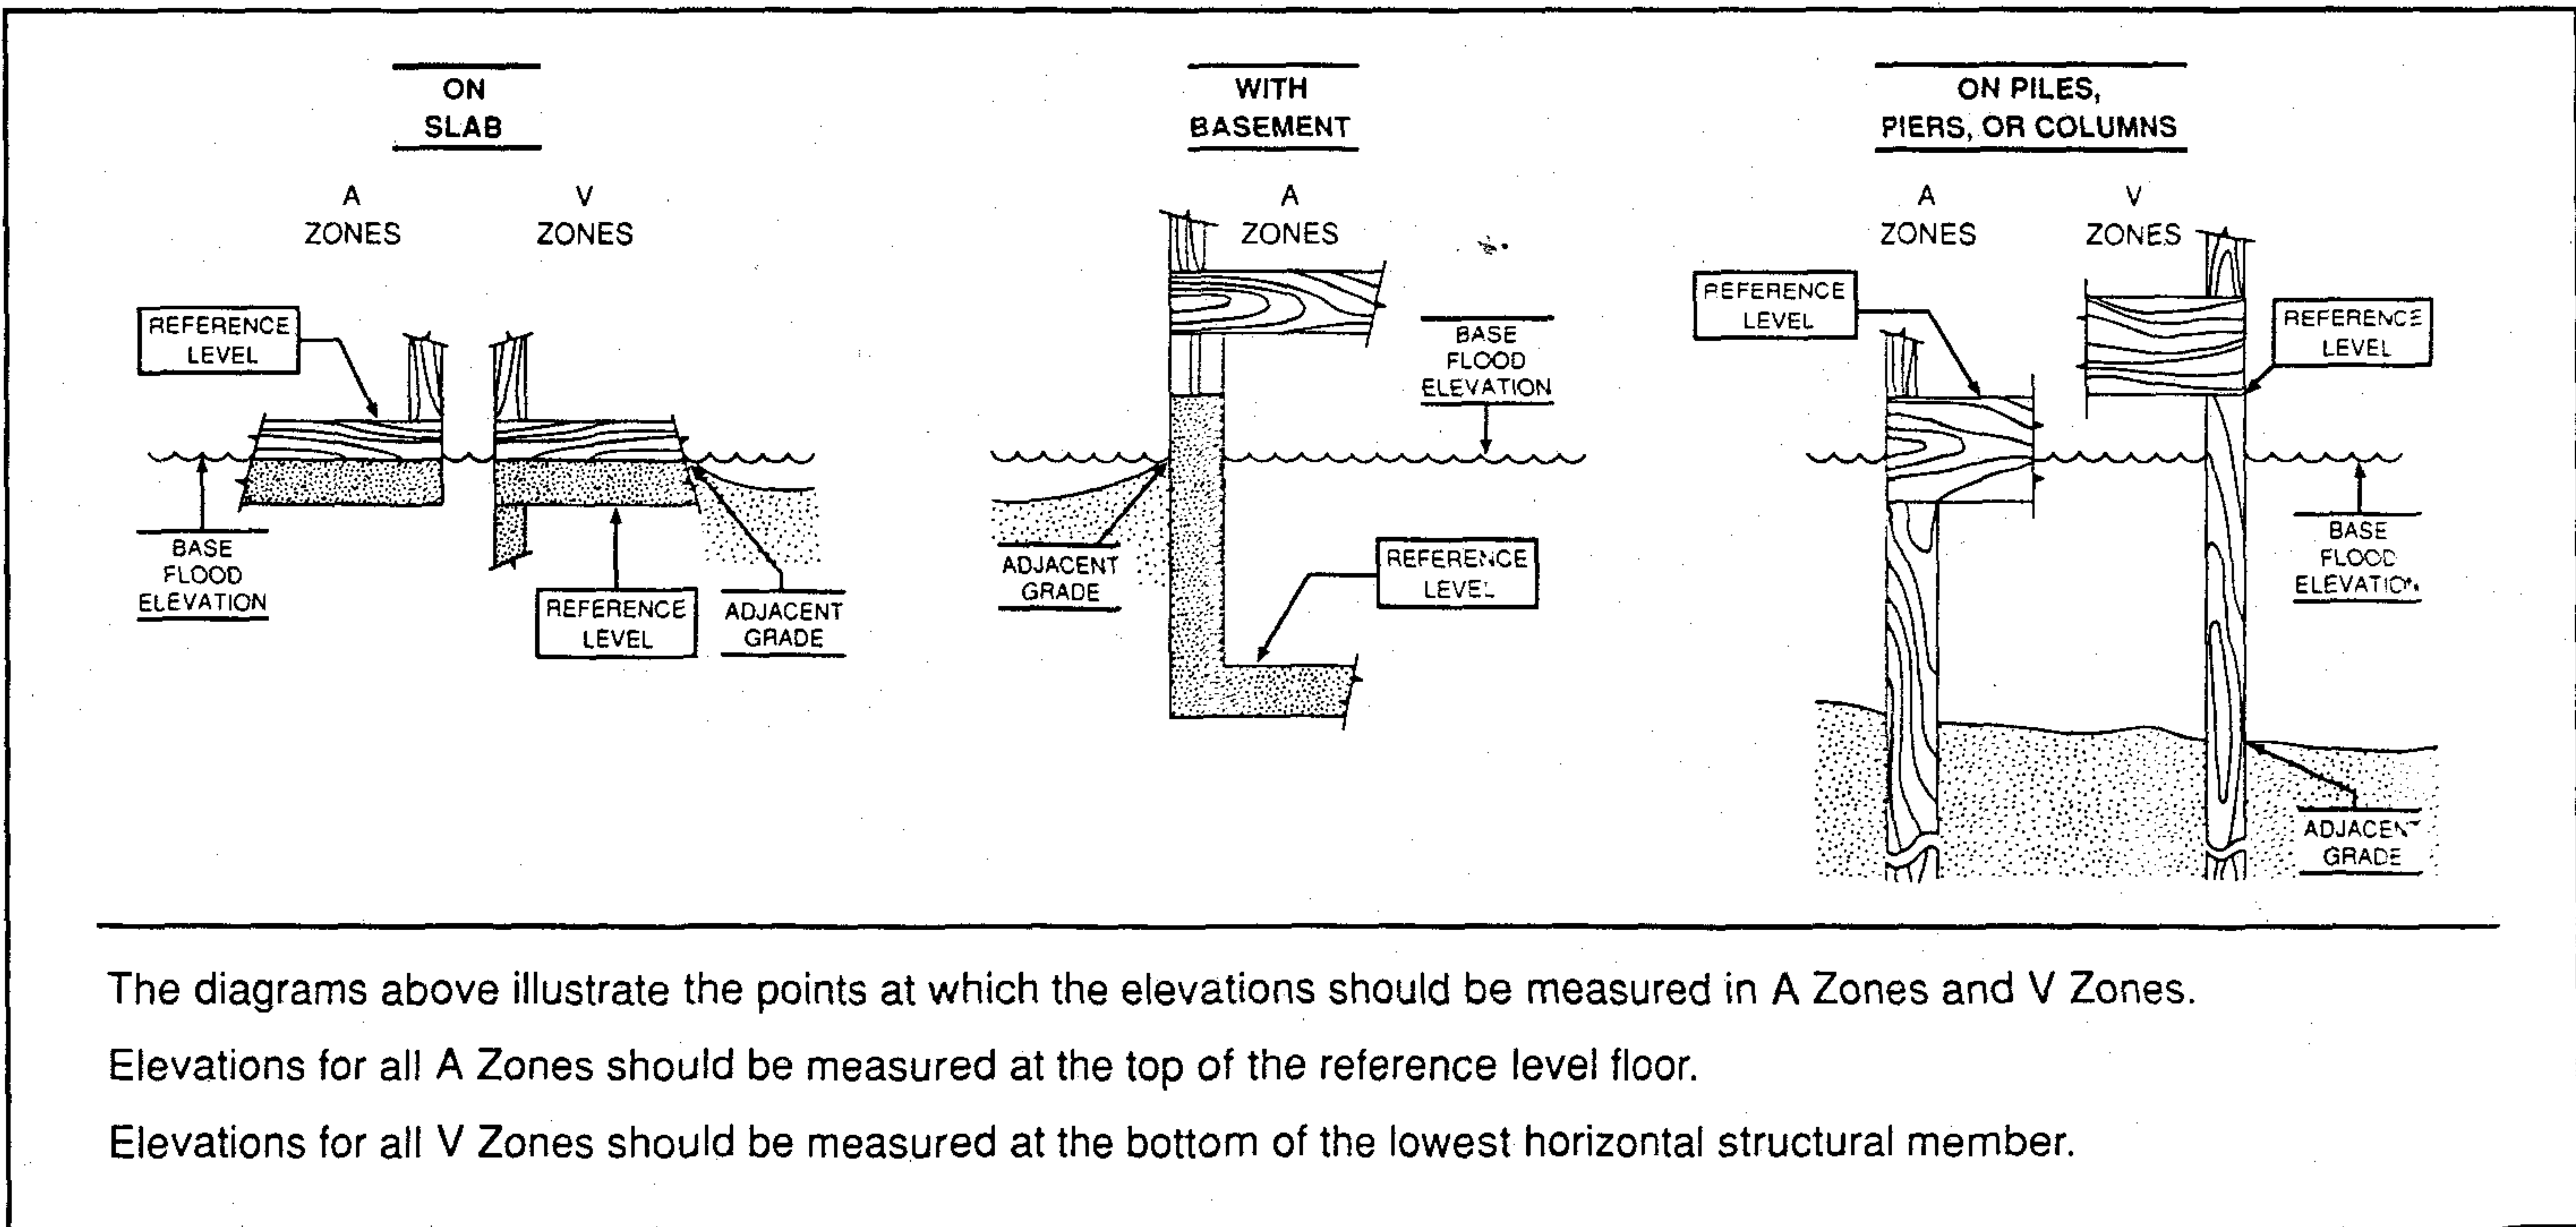 ON
SLAB
A
ZONES
V
ZONES
REFERENCE
LEVEL
BASE
FLOOD
ELEVATION
REFERENCE
LEVEL
ADJACENT
GRADE
WITH
BASEMENT
A
ZONES
BASE
FLOOD
ELEVATION
ADJACENT
GRADE
REFERENCE
LEVEL
ON PILES,
PIERS, OR COLUMNS
A
ZONES
V
ZONES
REFERENCE
LEVEL
REFERENCE
LEVEL
BASE
FLOOD
ELEVATION
ADJACENT
GRADE
The diagrams above illustrate the points at which the elevations should be measured in A Zones and V Zones.
Elevations for all A Zones should be measured at the top of the reference level floor.
Elevations for all V Zones should be measured at the bottom of the lowest horizontal structural member.